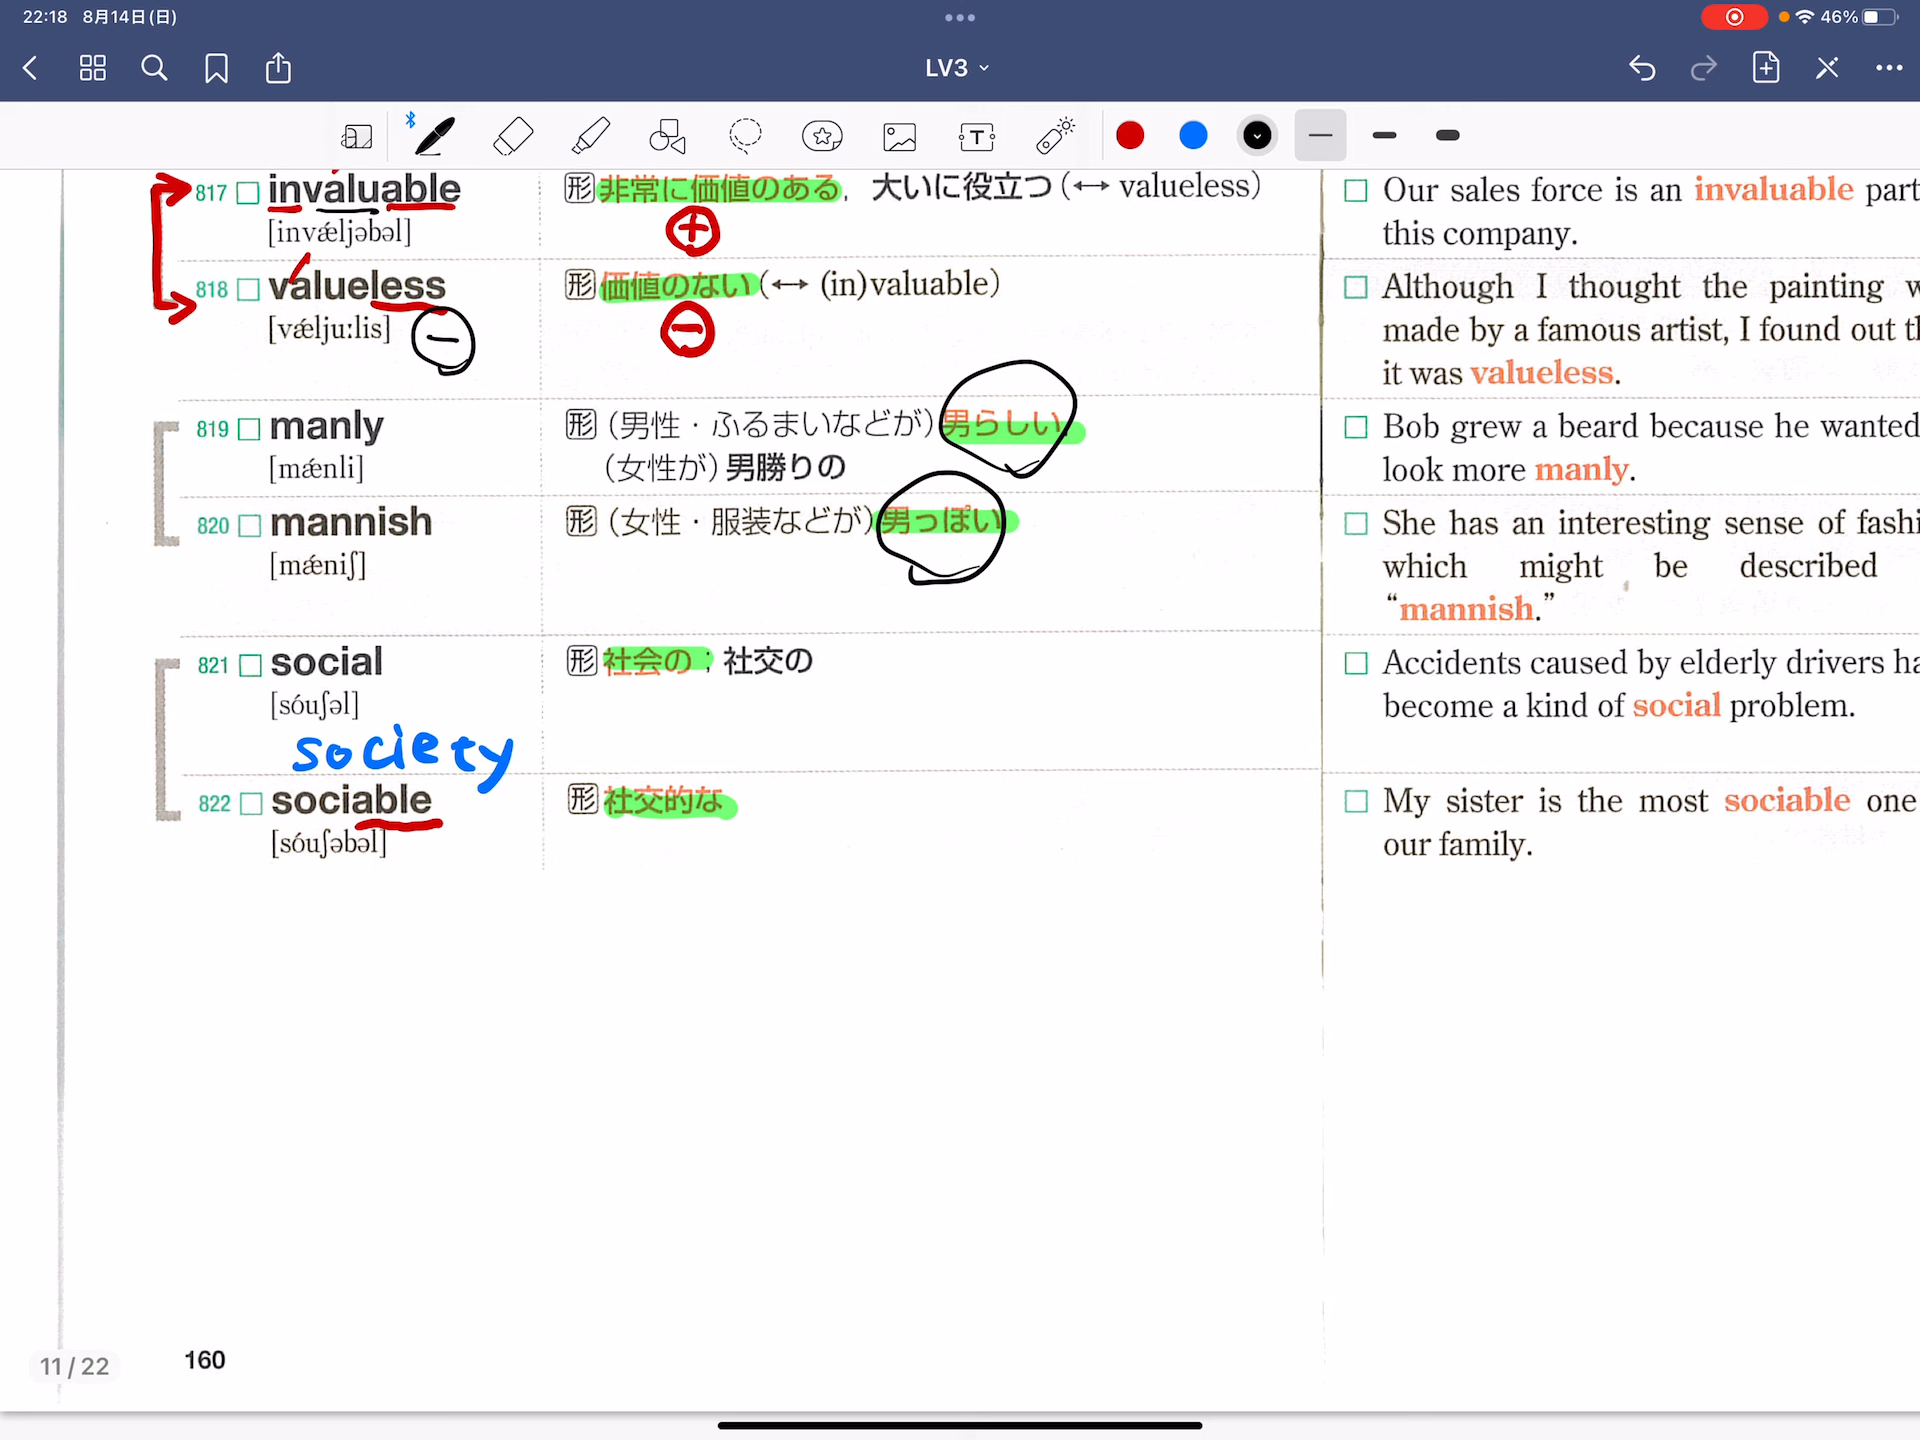 22:18 8月14日(日)
46%
LV3
817 invaluable 形 非常に価値のある, 大いに役立つ (↔ valueless) Our sales force is an invaluable part
[invǽljəbəl] + this company.
818 valueless 形 価値のない (↔ (in)valuable) Although I thought the painting
[vǽlju:lis] − − made by a famous artist, I found out
it was valueless.
819 manly 形 (男性・ふるまいなどが) 男らしい, Bob grew a beard because he wanted
[mǽnli] (女性が) 男勝りの look more manly.
820 mannish 形 (女性・服装などが) 男っぽい She has an interesting sense of
[mǽniʃ] which might be described
“mannish.”
821 social 形 社会の ; 社交の Accidents caused by elderly drivers
[sóuʃəl] become a kind of social problem.
society
822 sociable 形 社交的な My sister is the most sociable one
[sóuʃəbəl] our family.
11 / 22 160